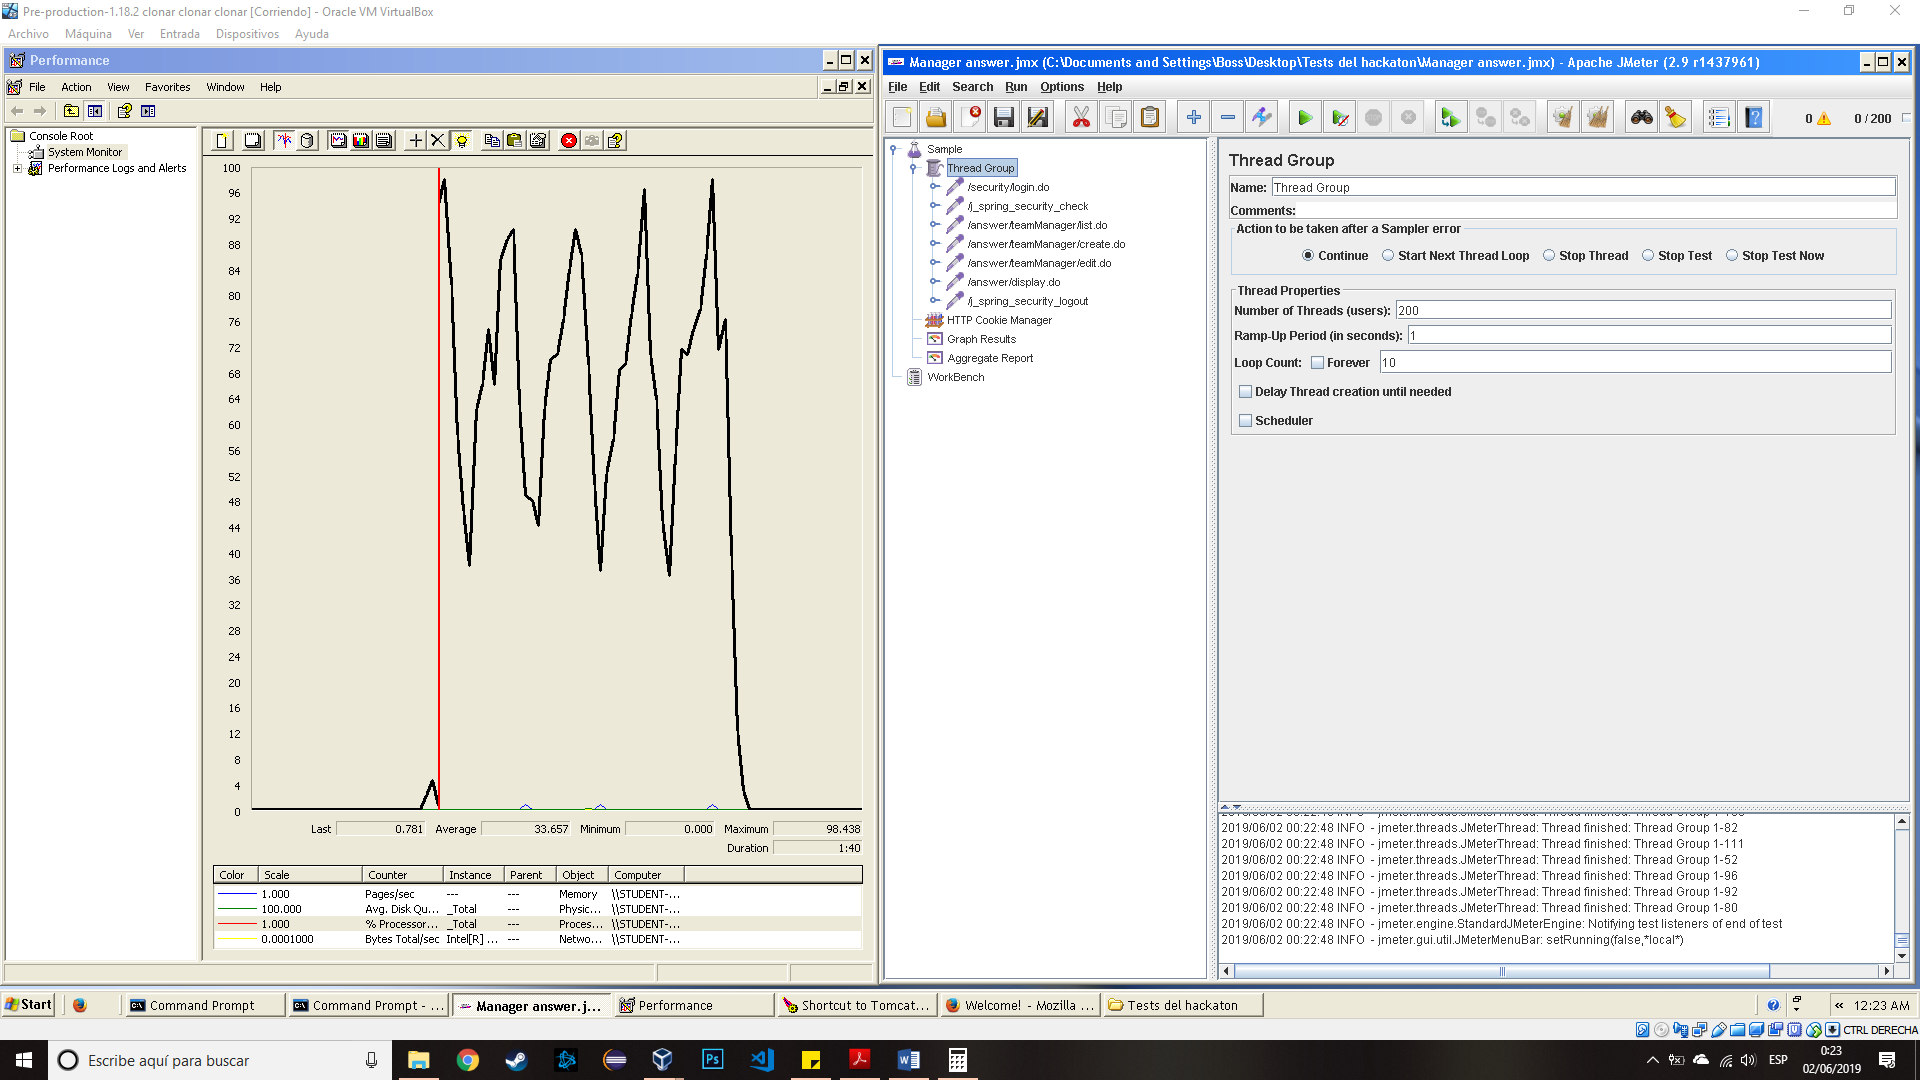 Pre-production-1.18.2 clonar clonar clonar [Corriendo] - Oracle VM VirtualBox
Archivo Máquina Ver Entrada Dispositivos Ayuda
Performance
File Action View Favorites Window Help
Console Root
System Monitor
Performance Logs and Alerts
100
96
92
88
84
80
76
72
68
64
60
56
52
48
44
40
36
32
28
24
20
16
12
8
4
0
Last 0.781 Average 33.657 Minimum 0.000 Maximum 98.438
Duration 1:40
Color Scale Counter Instance Parent Object Computer
1.000 Pages/sec --- --- Memory \\STUDENT-...
100.000 Avg. Disk Qu... _Total --- Physic... \\STUDENT-...
1.000 % Processor... _Total --- Proces... \\STUDENT-...
0.0001000 Bytes Total/sec Intel[R] ... --- Netwo... \\STUDENT-...
Manager answer.jmx (C:\Documents and Settings\Boss\Desktop\Tests del hackaton\Manager answer.jmx) - Apache JMeter (2.9 r1437961)
File Edit Search Run Options Help
0 0 / 200
Sample
Thread Group
/security/login.do
/j_spring_security_check
/answer/teamManager/list.do
/answer/teamManager/create.do
/answer/teamManager/edit.do
/answer/display.do
/j_spring_security_logout
HTTP Cookie Manager
Graph Results
Aggregate Report
WorkBench
Thread Group
Name: Thread Group
Comments:
Action to be taken after a Sampler error
Continue Start Next Thread Loop Stop Thread Stop Test Stop Test Now
Thread Properties
Number of Threads (users): 200
Ramp-Up Period (in seconds): 1
Loop Count: Forever 10
Delay Thread creation until needed
Scheduler
2019/06/02 00:22:48 INFO - jmeter.threads.JMeterThread: Thread finished: Thread Group 1-82
2019/06/02 00:22:48 INFO - jmeter.threads.JMeterThread: Thread finished: Thread Group 1-111
2019/06/02 00:22:48 INFO - jmeter.threads.JMeterThread: Thread finished: Thread Group 1-52
2019/06/02 00:22:48 INFO - jmeter.threads.JMeterThread: Thread finished: Thread Group 1-96
2019/06/02 00:22:48 INFO - jmeter.threads.JMeterThread: Thread finished: Thread Group 1-92
2019/06/02 00:22:48 INFO - jmeter.threads.JMeterThread: Thread finished: Thread Group 1-80
2019/06/02 00:22:48 INFO - jmeter.engine.StandardJMeterEngine: Notifying test listeners of end of test
2019/06/02 00:22:48 INFO - jmeter.gui.util.JMeterMenuBar: setRunning(false,*local*)
Start Command Prompt Command Prompt - ... Manager answer.j... Performance Shortcut to Tomcat... Welcome! - Mozilla ... Tests del hackaton « 12:23 AM
CTRL DERECHA
Escribe aquí para buscar
ESP
0:23
02/06/2019